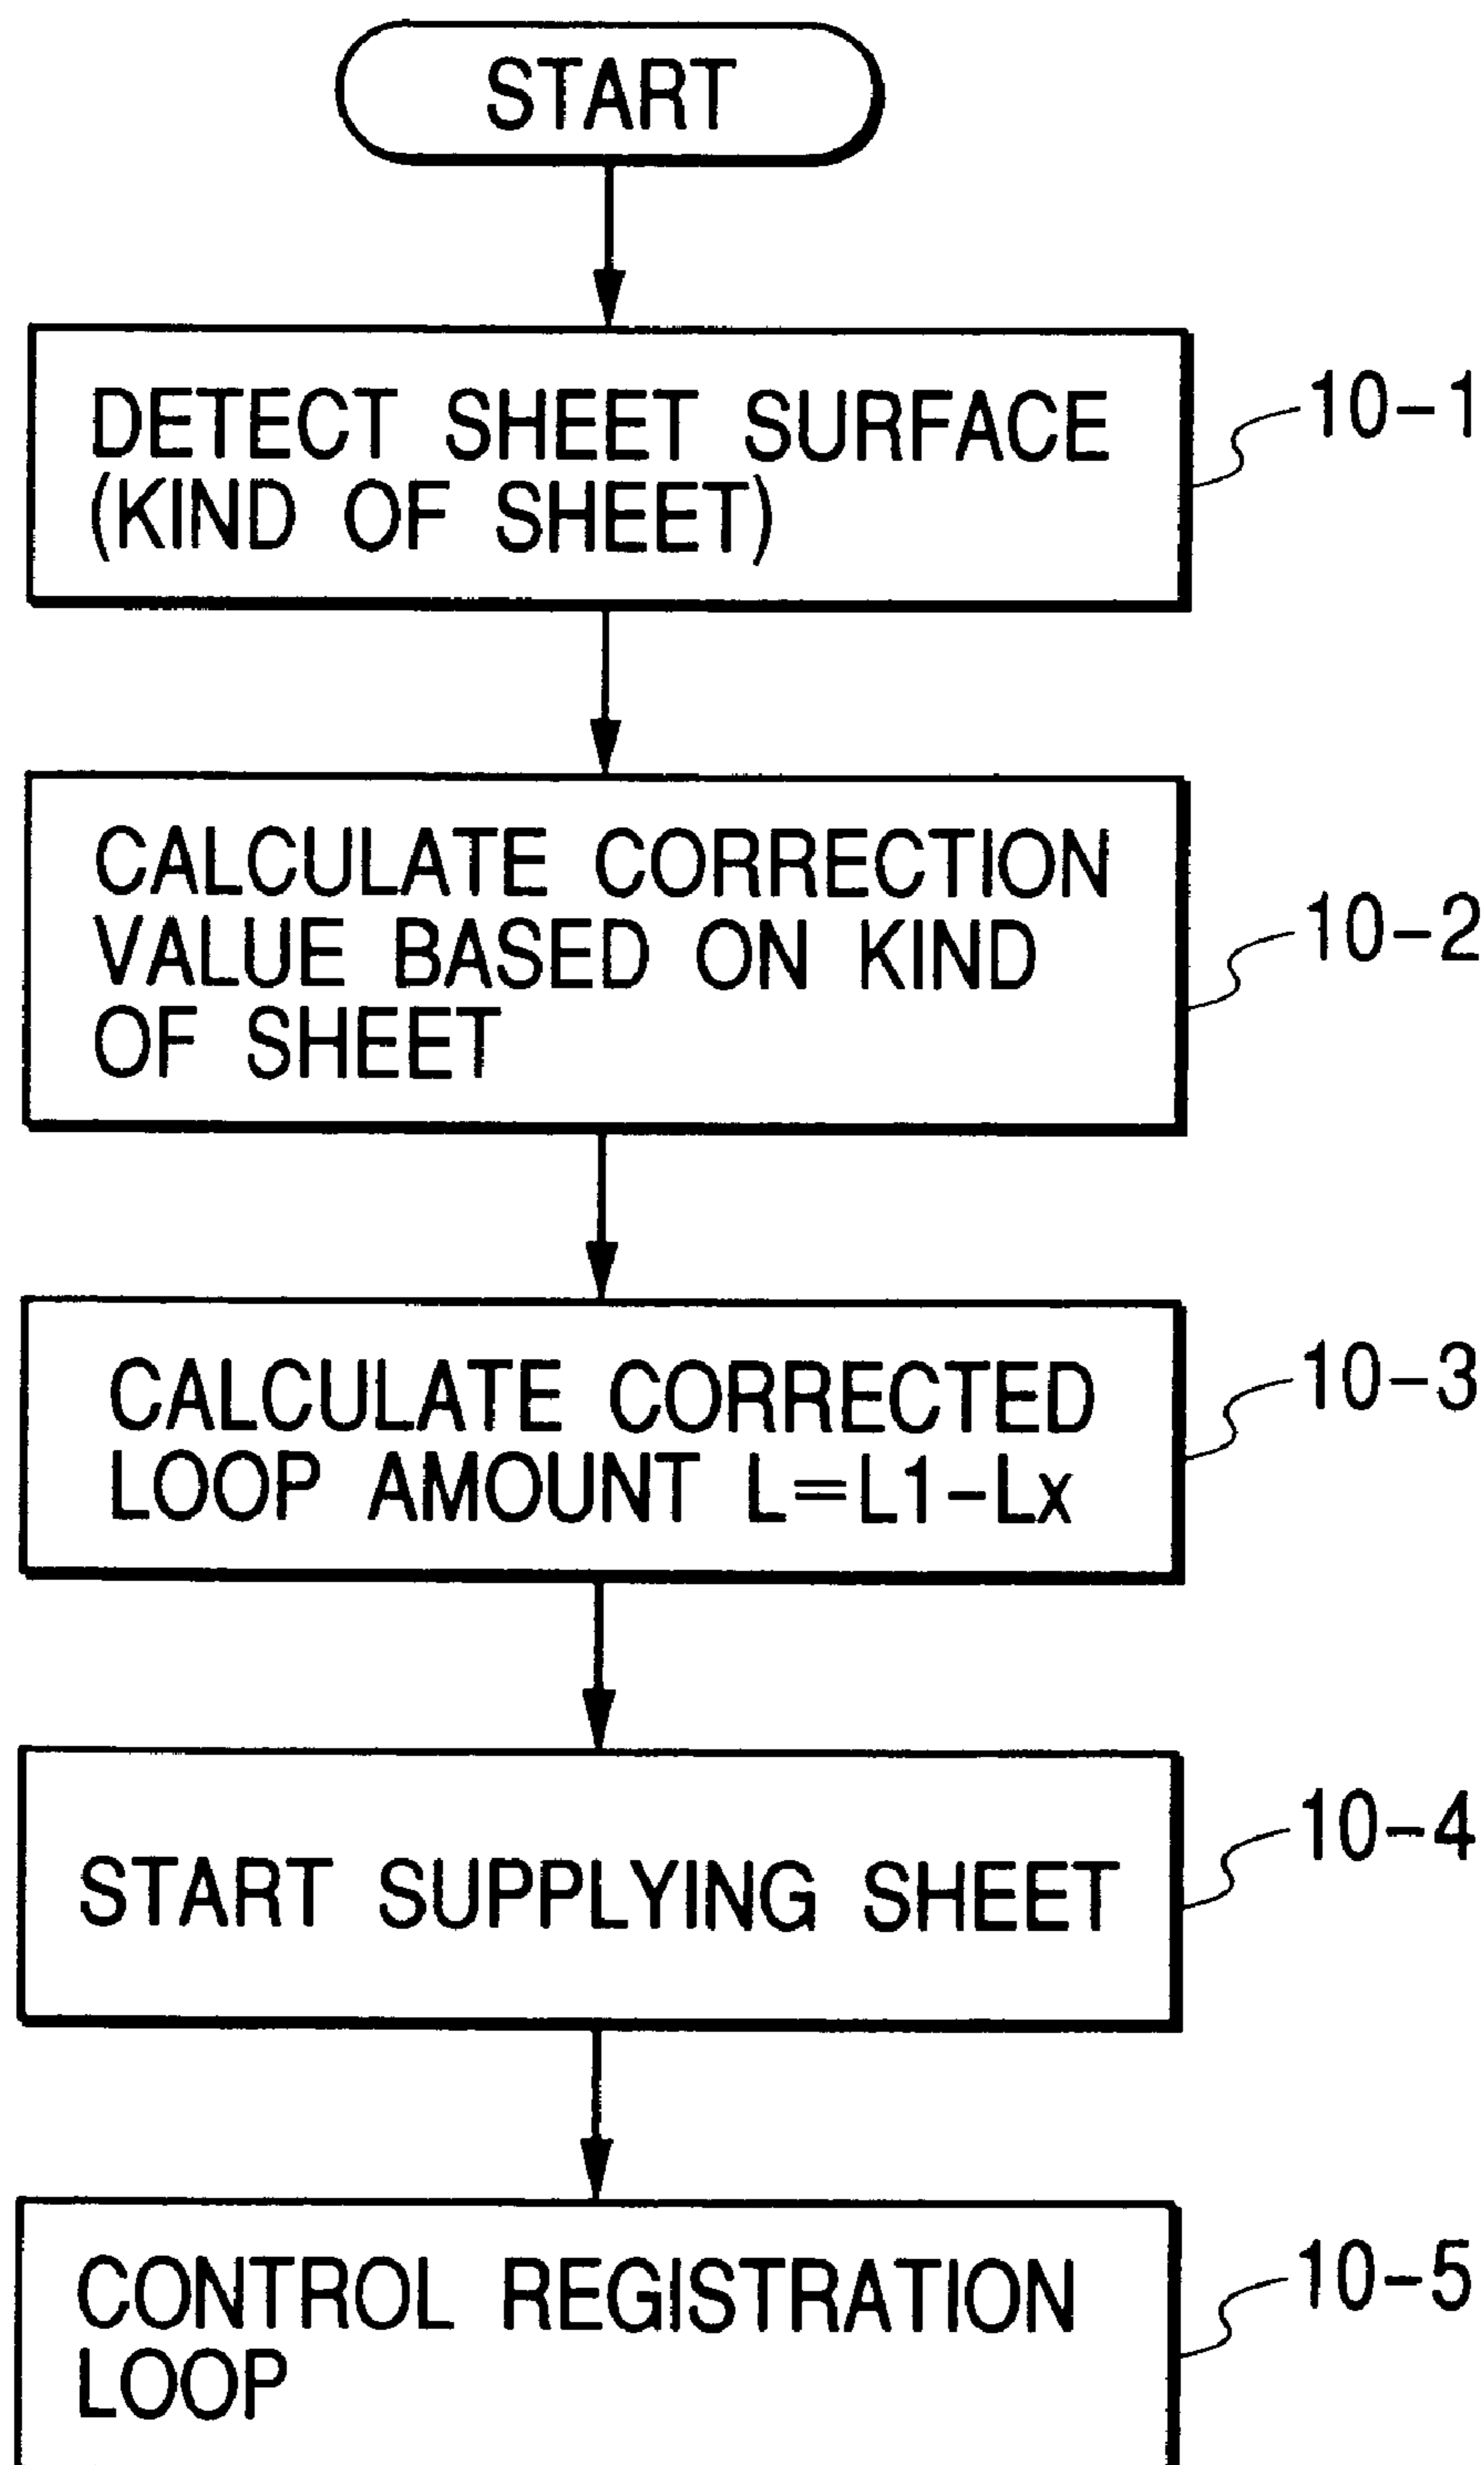 START
DETECT SHEET SURFACE
(KIND OF SHEET)
10-1
CALCULATE CORRECTION
VALUE BASED ON KIND
OF SHEET
10-2
CALCULATE CORRECTED
LOOP AMOUNT L=L1-Lx
10-3
START SUPPLYING SHEET
10-4
CONTROL REGISTRATION
LOOP
10-5